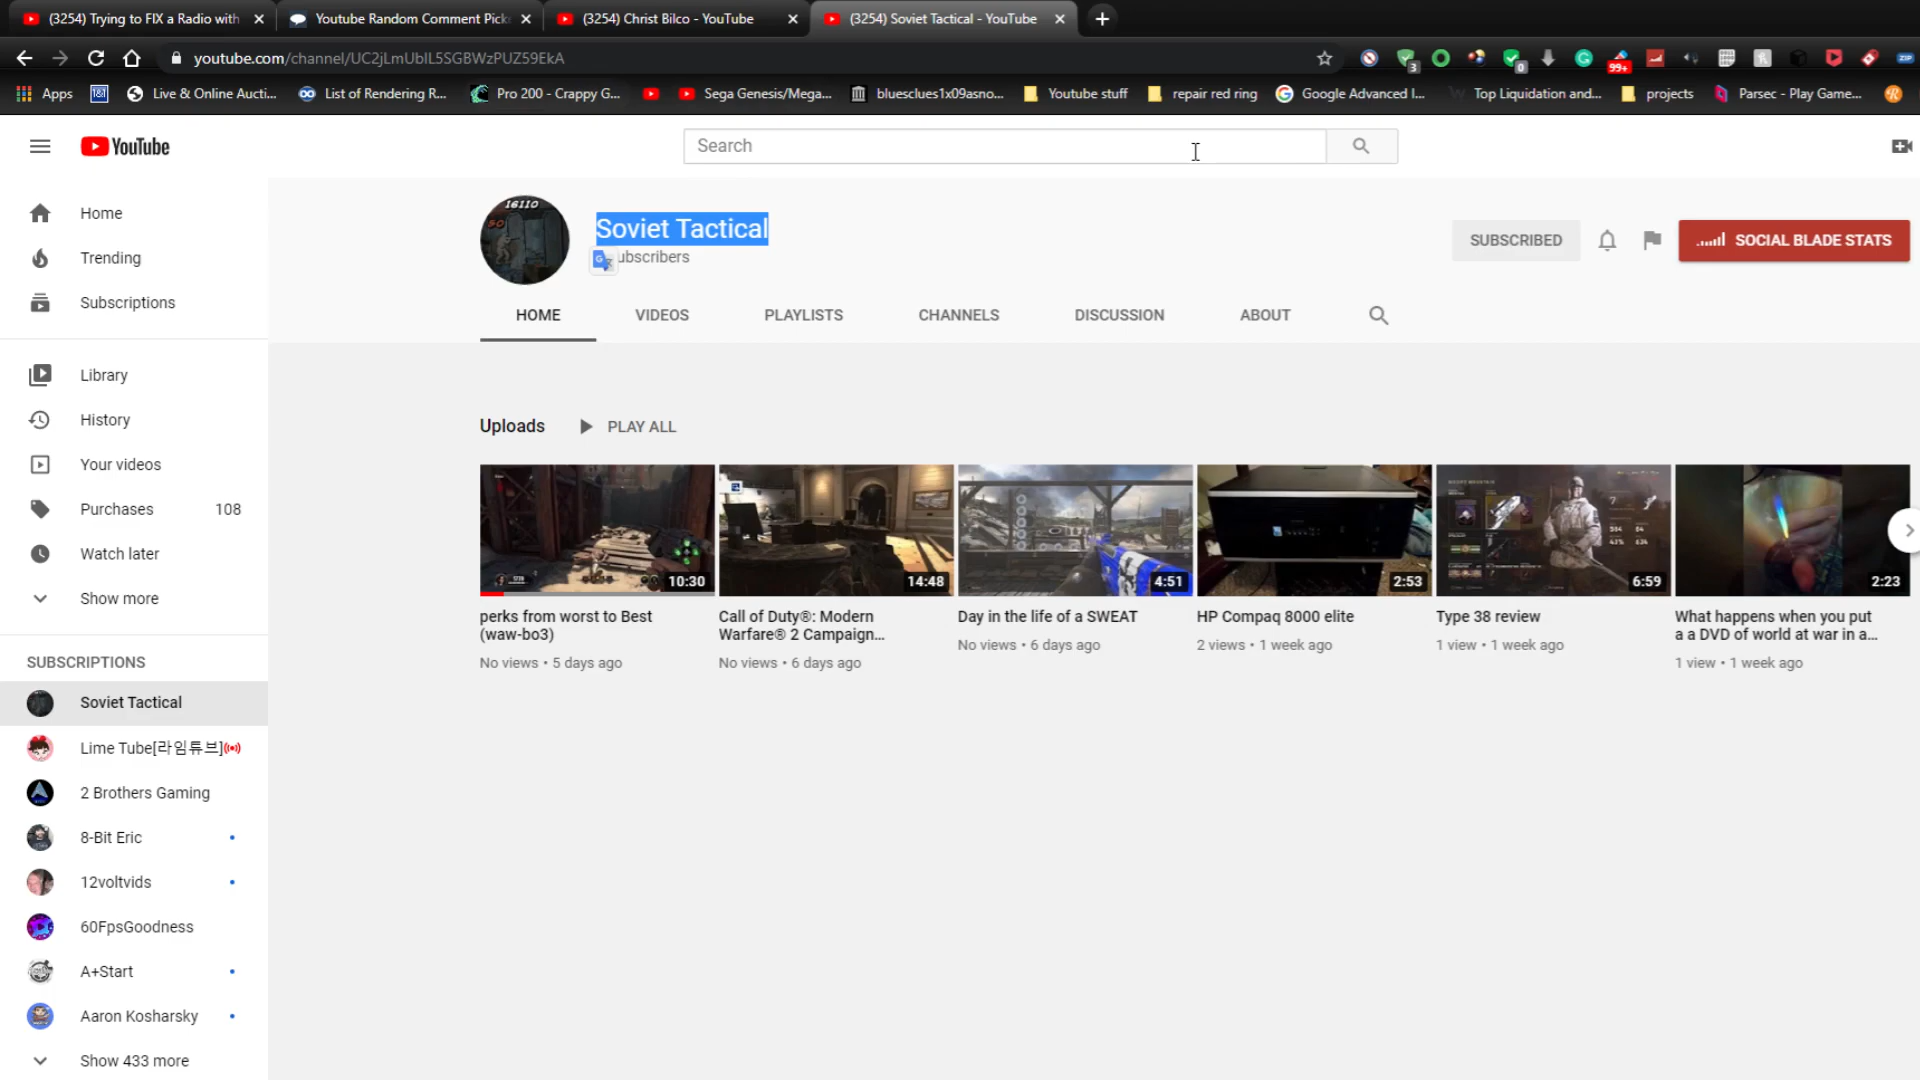 (3254) Trying to FIX a Radio with
Youtube Random Comment Pick
(3254) Christ Bilco - YouTube
(3254) Soviet Tactical - YouTube
youtube.com/channel/UC2jLmUbIL5SGBWzPUZ59EkA
3
0
99+
ZIP
Apps
1&1
Live & Online Aucti...
List of Rendering R...
Pro 200 - Crappy G...
Sega Genesis/Mega...
bluesclues1x09asno...
Youtube stuff
repair red ring
Google Advanced I...
Top Liquidation and...
projects
Parsec - Play Game...
YouTube
Search
Home
Trending
Subscriptions
Library
History
Your videos
Purchases 108
Watch later
Show more
SUBSCRIPTIONS
Soviet Tactical
Lime Tube[라임튜브]
2 Brothers Gaming
8-Bit Eric
12voltvids
60FpsGoodness
A+Start
Aaron Kosharsky
Show 433 more
16110
50
Soviet Tactical
ubscribers
SUBSCRIBED
SOCIAL BLADE STATS
HOME
VIDEOS
PLAYLISTS
CHANNELS
DISCUSSION
ABOUT
Uploads
PLAY ALL
10:30
perks from worst to Best
(waw-bo3)
No views • 5 days ago
14:48
Call of Duty®: Modern
Warfare® 2 Campaign...
No views • 6 days ago
4:51
Day in the life of a SWEAT
No views • 6 days ago
2:53
HP Compaq 8000 elite
2 views • 1 week ago
6:59
Type 38 review
1 view • 1 week ago
2:23
What happens when you put
a a DVD of world at war in a...
1 view • 1 week ago